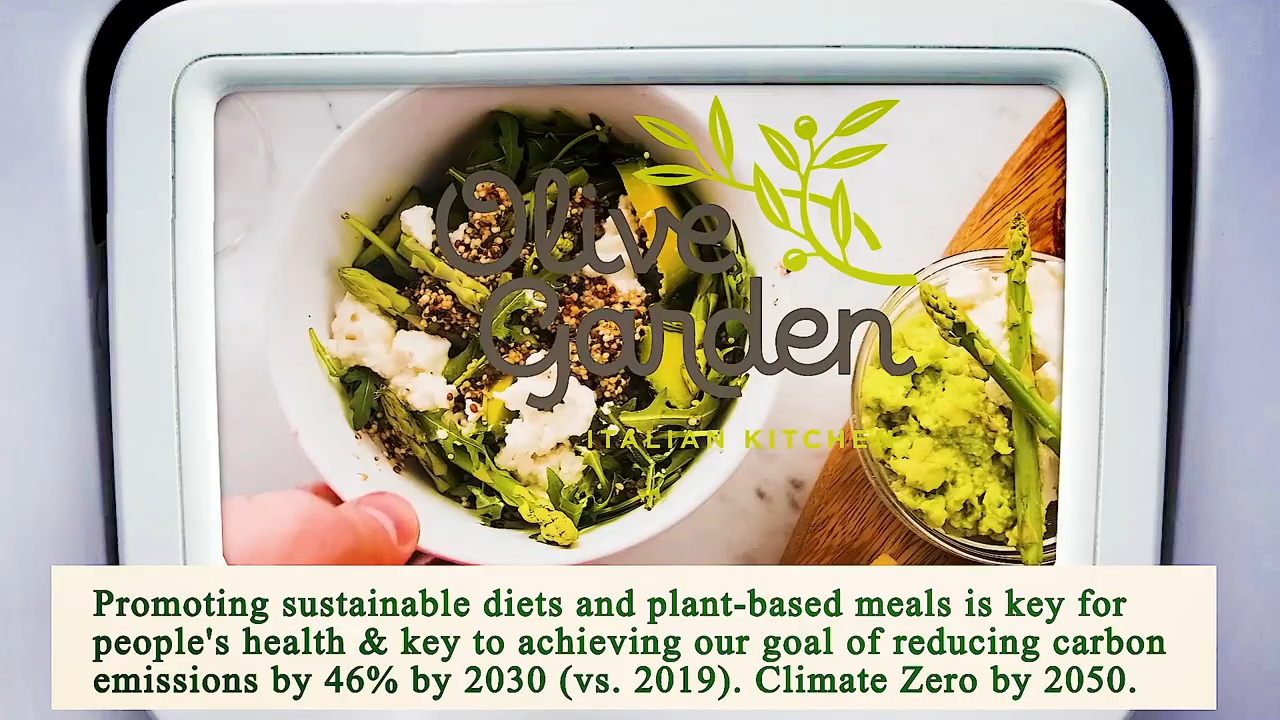 Olive
Garden
ITALIAN KITCHEN
Promoting sustainable diets and plant-based meals is key for
people's health & key to achieving our goal of reducing carbon
emissions by 46% by 2030 (vs. 2019). Climate Zero by 2050.